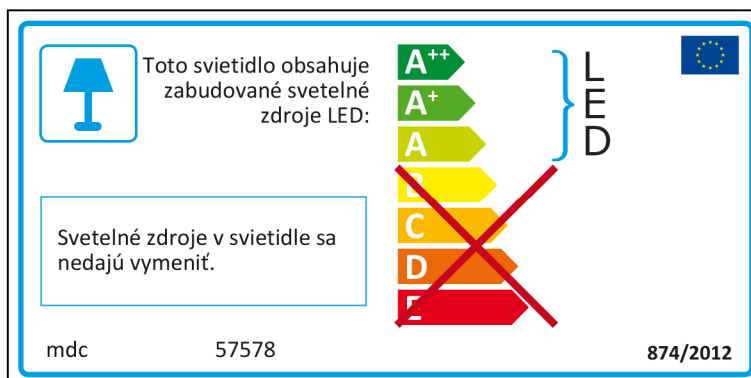 Toto svietidlo obsahuje
zabudované svetelné
zdroje LED:
A++
A+
A
B
C
D
E
L
E
D
Svetelné zdroje v svietidle sa
nedajú vymeniť.
mdc 57578
874/2012